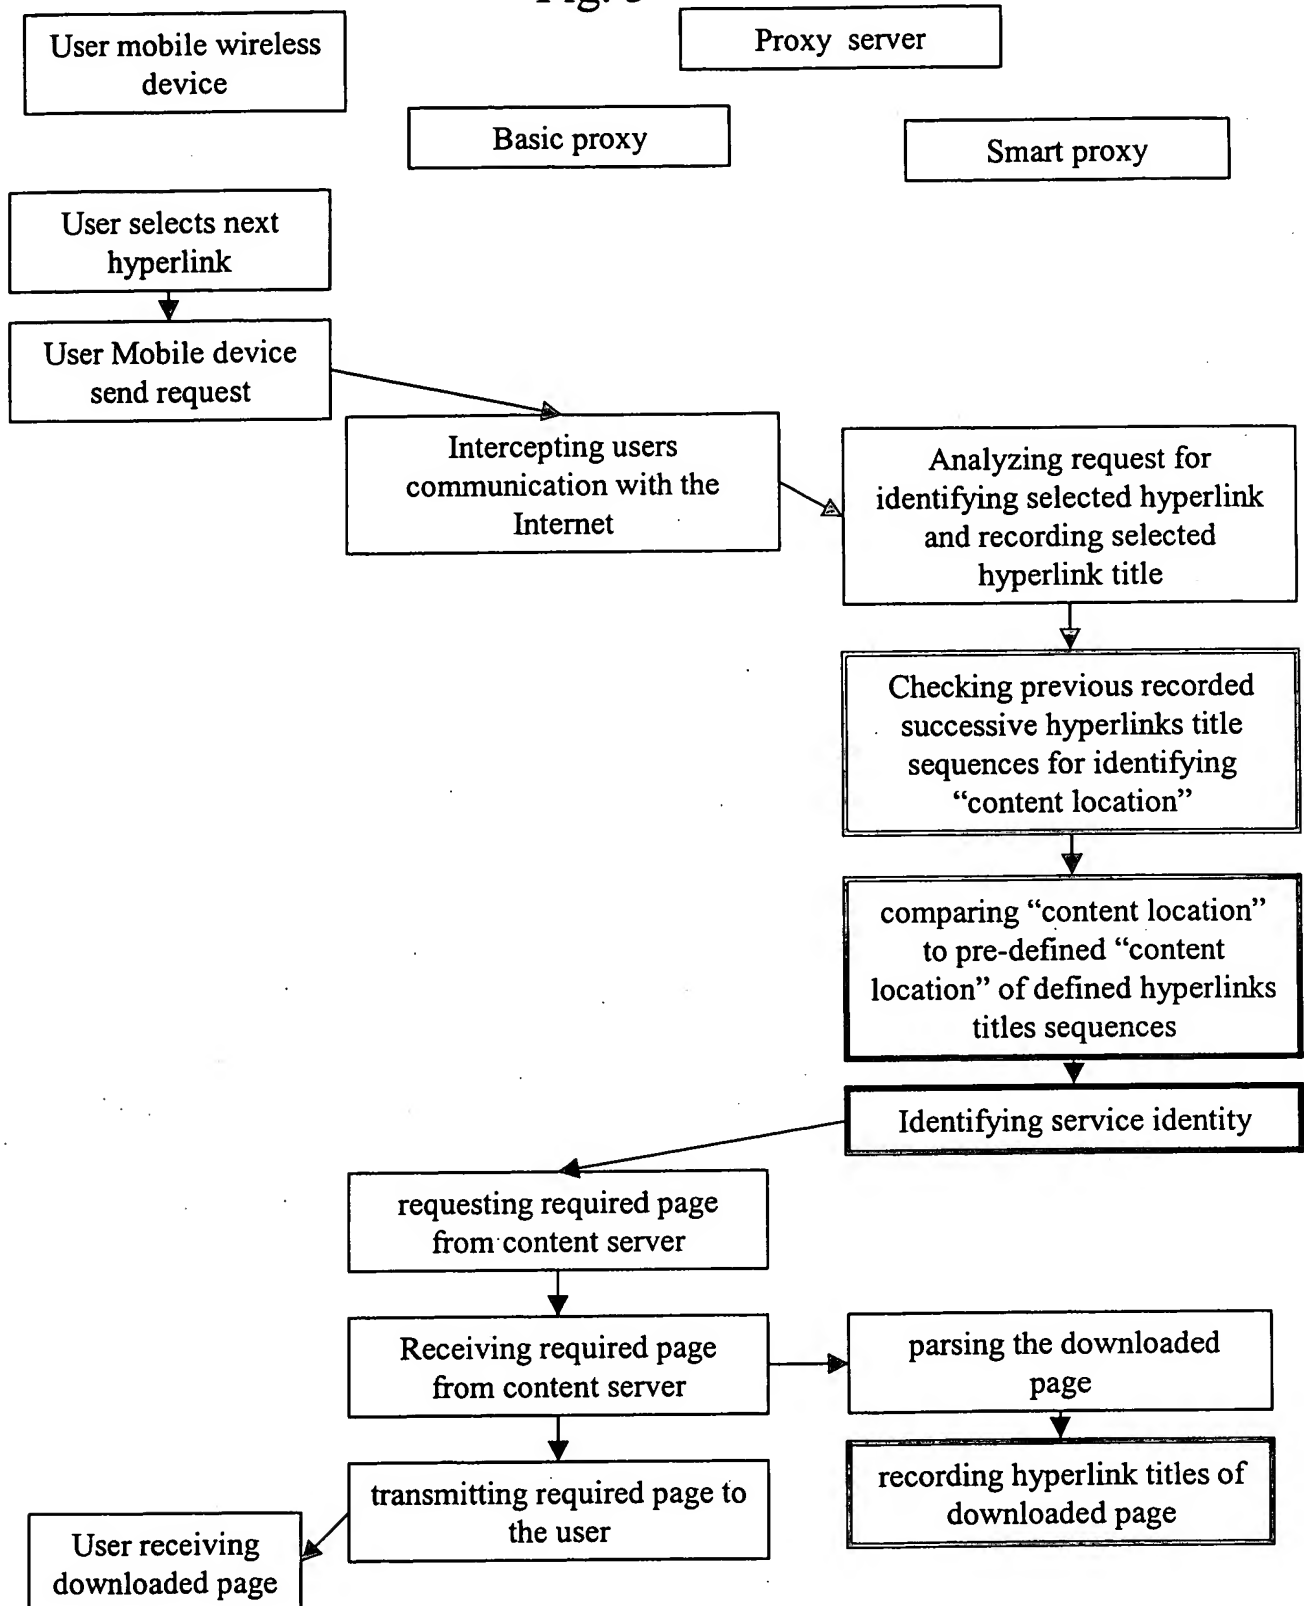 User mobile wireless
device
Proxy server
Basic proxy
Smart proxy
User selects next
hyperlink
User Mobile device
send request
Intercepting users
communication with the
Internet
Analyzing request for
identifying selected hyperlink
and recording selected
hyperlink title
Checking previous recorded
successive hyperlinks title
sequences for identifying
“content location”
comparing “content location”
to pre-defined “content
location” of defined hyperlinks
titles sequences
Identifying service identity
requesting required page
from content server
Receiving required page
from content server
parsing the downloaded
page
transmitting required page to
the user
recording hyperlink titles of
downloaded page
User receiving
downloaded page